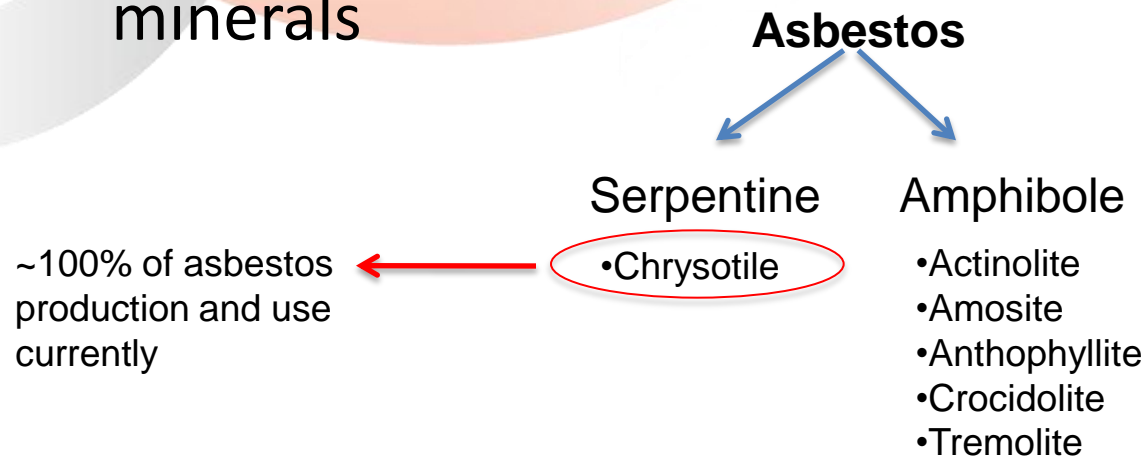 minerals
Asbestos
Serpentine
•Chrysotile
Amphibole
•Actinolite
•Amosite
•Anthophyllite
•Crocidolite
•Tremolite
~100% of asbestos
production and use
currently